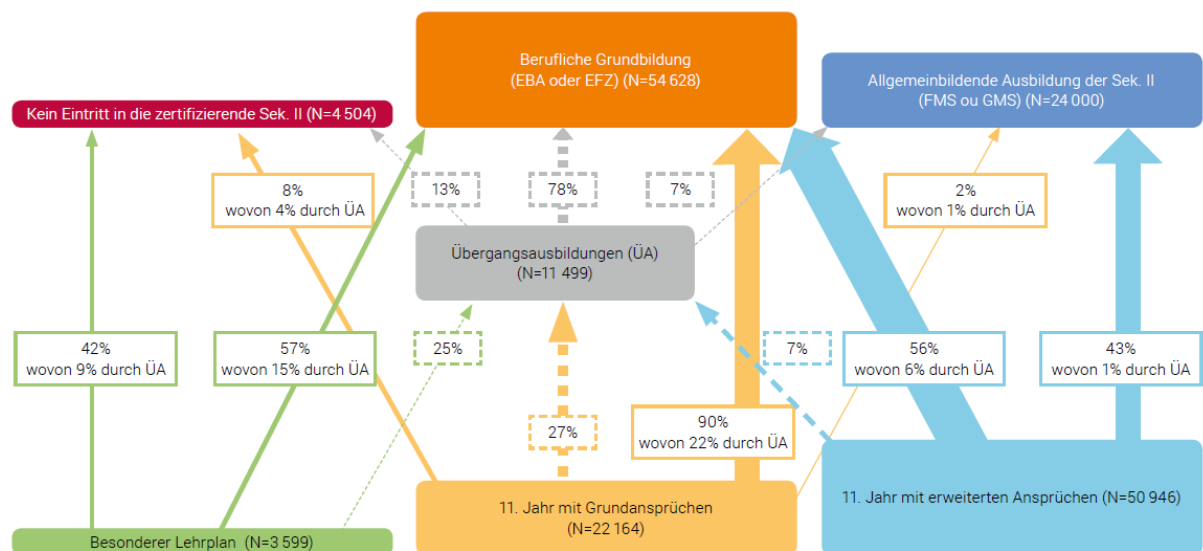 Berufliche Grundbildung
(EBA oder EFZ) (N=54 628)
Allgemeinbildende Ausbildung der Sek. II
(FMS ou GMS) (N=24 000)
Kein Eintritt in die zertifizierende Sek. II (N=4 504)
8%
wovon 4% durch ÜA
13%
78%
7%
2%
wovon 1% durch ÜA
Übergangsausbildungen (ÜA)
(N=11 499)
42%
wovon 9% durch ÜA
57%
wovon 15% durch ÜA
25%
7%
56%
wovon 6% durch ÜA
43%
wovon 1% durch ÜA
27%
90%
wovon 22% durch ÜA
11. Jahr mit Grundansprüchen
(N=22 164)
11. Jahr mit erweiterten Ansprüchen (N=50 946)
Besonderer Lehrplan (N=3 599)